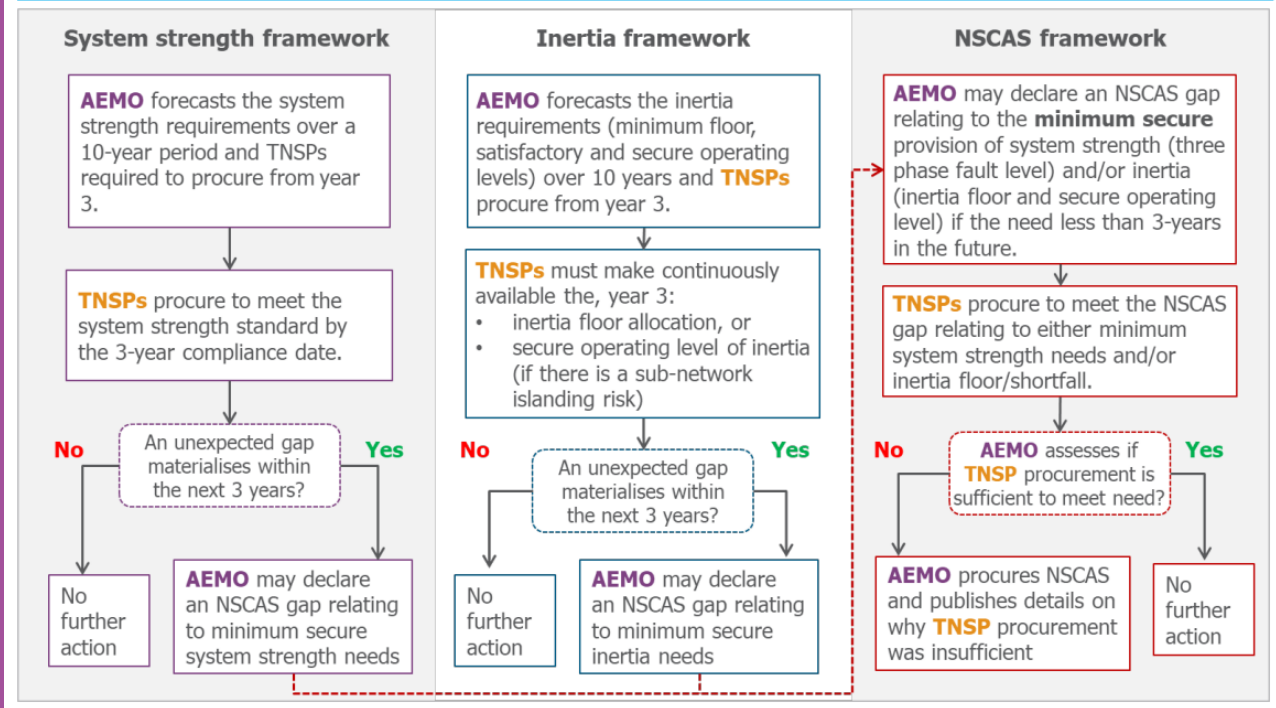 System strength framework
AEMO forecasts the system
strength requirements over a
10-year period and TNSPs
required to procure from year
3.
TNSPs procure to meet the
system strength standard by
the 3-year compliance date.
No
An unexpected gap
materialises within
the next 3 years?
Yes
No
further
action
AEMO may declare
an NSCAS gap relating
to minimum secure
system strength needs
Inertia framework
AEMO forecasts the inertia
requirements (minimum floor,
satisfactory and secure operating
levels) over 10 years and TNSPs
procure from year 3.
TNSPs must make continuously
available the, year 3:
• inertia floor allocation, or
• secure operating level of inertia
(if there is a sub-network
islanding risk)
No
An unexpected gap
materialises within
the next 3 years?
Yes
No
further
action
AEMO may declare
an NSCAS gap relating
to minimum secure
inertia needs
NSCAS framework
AEMO may declare an NSCAS gap
relating to the minimum secure
provision of system strength (three
phase fault level) and/or inertia
(inertia floor and secure operating
level) if the need less than 3-years
in the future.
TNSPs procure to meet the NSCAS
gap relating to either minimum
system strength needs and/or
inertia floor/shortfall.
No
AEMO assesses if
TNSP procurement is
sufficient to meet need?
Yes
AEMO procures NSCAS
and publishes details on
why TNSP procurement
was insufficient
No
further
action